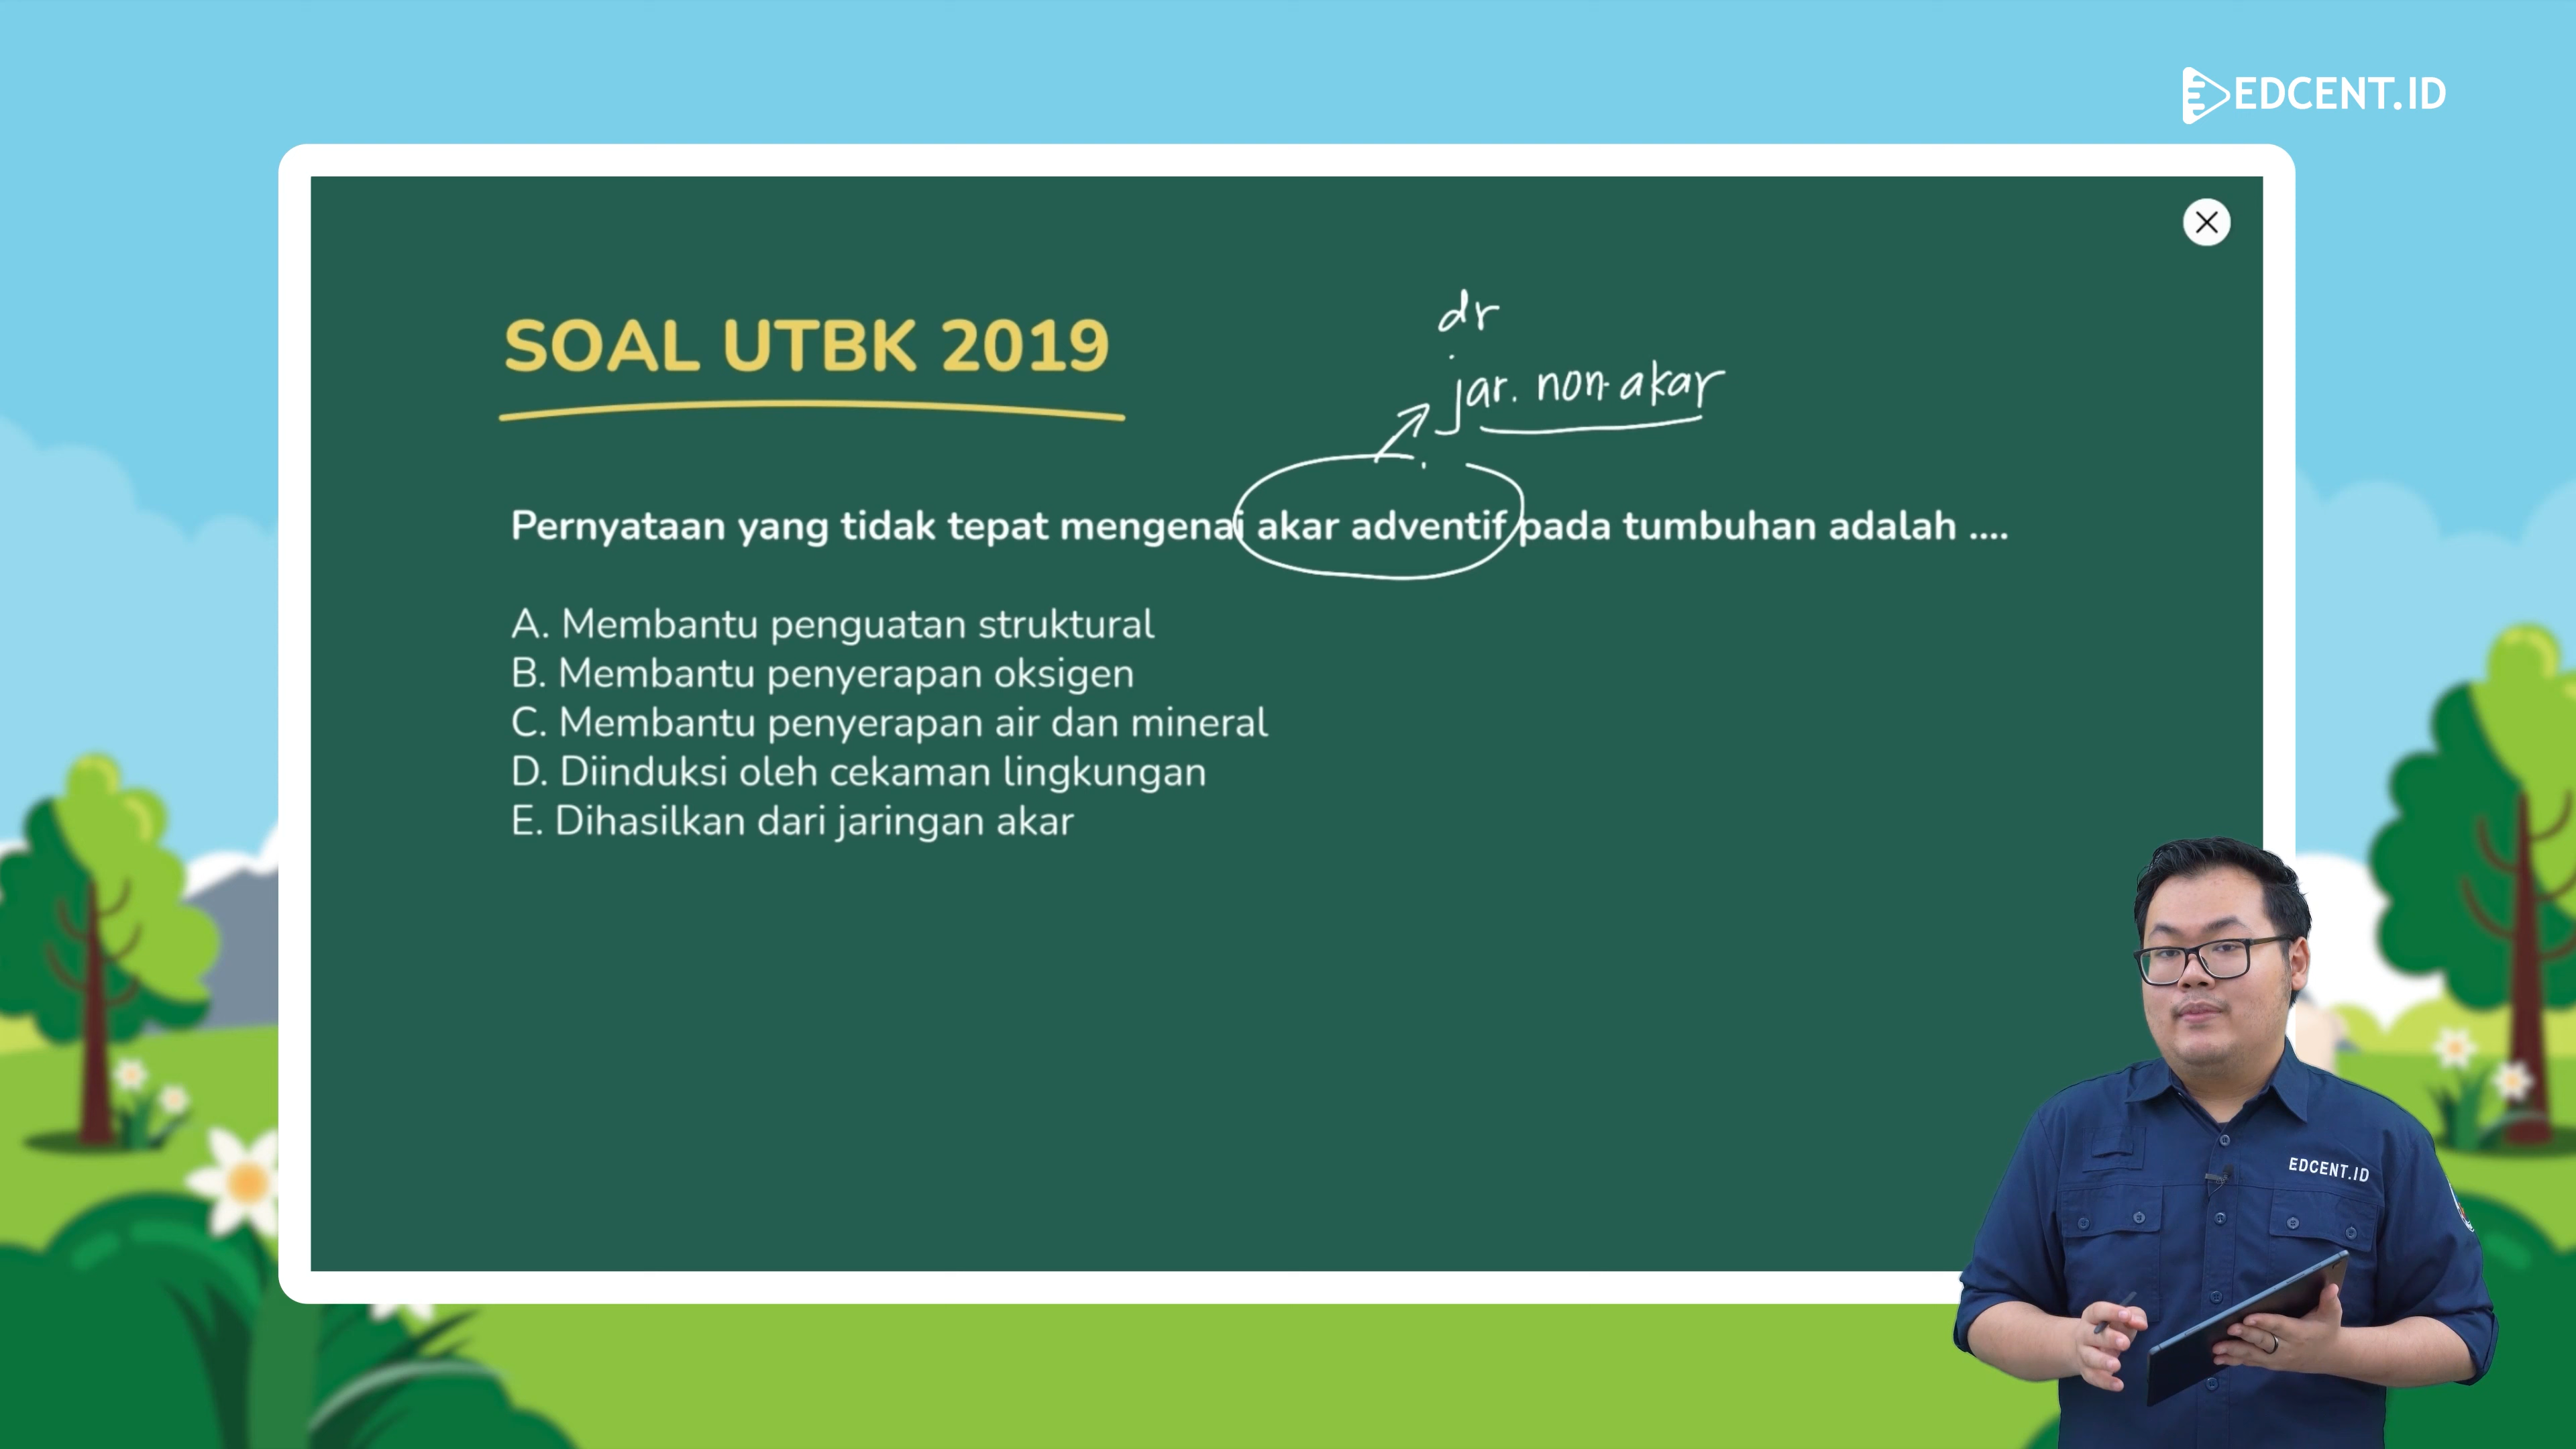 EDCENT.ID
SOAL UTBK 2019
dr
jar. non-akar
Pernyataan yang tidak tepat mengenai akar adventif pada tumbuhan adalah ....
A. Membantu penguatan struktural
B. Membantu penyerapan oksigen
C. Membantu penyerapan air dan mineral
D. Diinduksi oleh cekaman lingkungan
E. Dihasilkan dari jaringan akar
EDCENT.ID